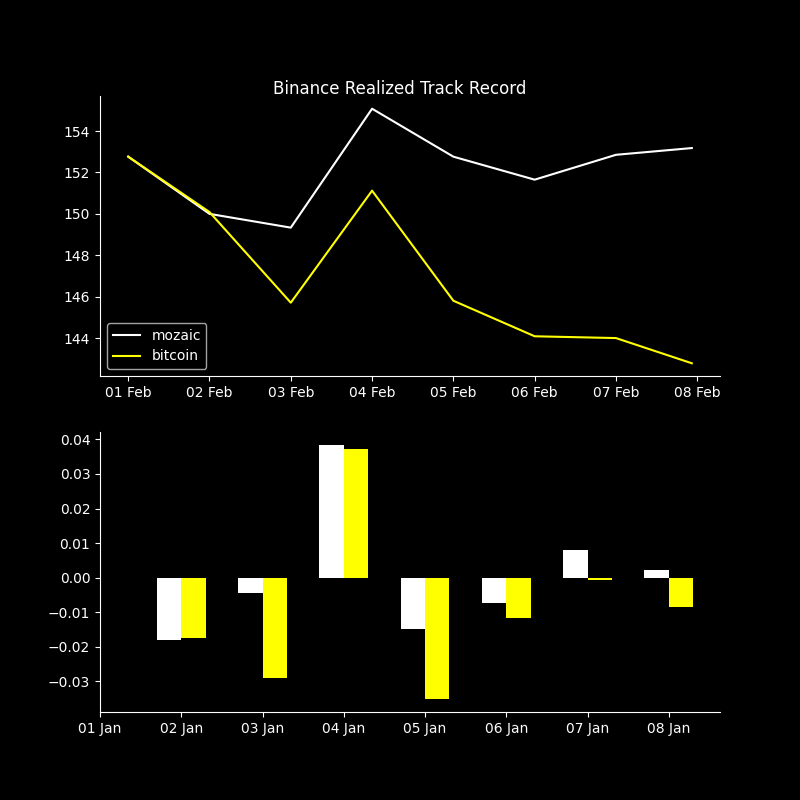 Binance Realized Track Record
154
152
150
148
146
144
mozaic
bitcoin
01 Feb 02 Feb 03 Feb 04 Feb 05 Feb 06 Feb 07 Feb 08 Feb
0.04
0.03
0.02
0.01
0.00
−0.01
−0.02
−0.03
01 Jan 02 Jan 03 Jan 04 Jan 05 Jan 06 Jan 07 Jan 08 Jan